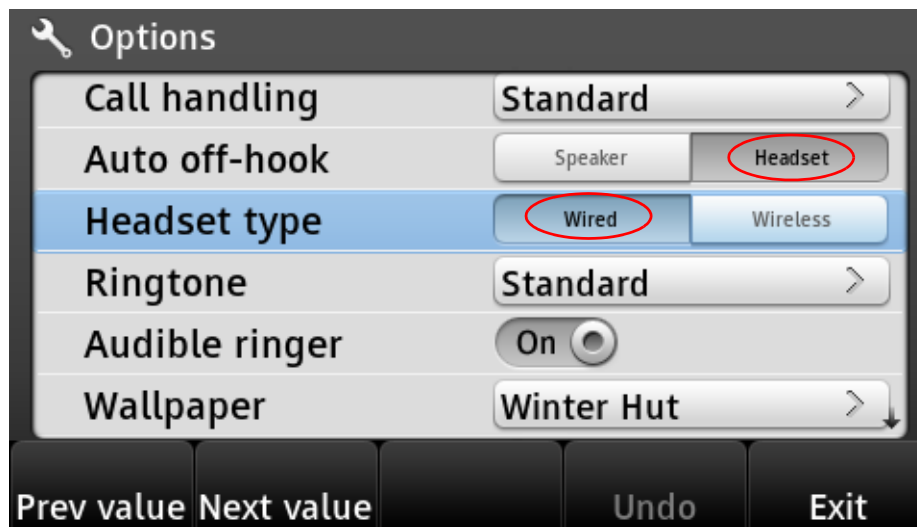 Options
Call handling Standard
Auto off-hook Speaker Headset
Headset type Wired Wireless
Ringtone Standard
Audible ringer On
Wallpaper Winter Hut
Prev value Next value Undo Exit